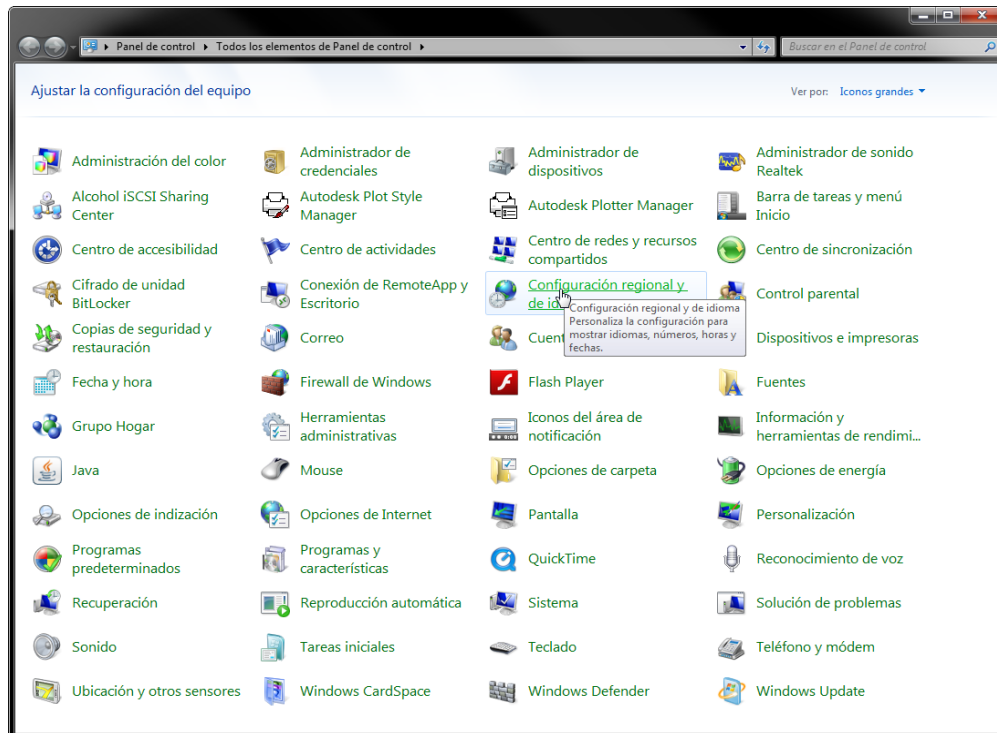 Panel de control Todos los elementos de Panel de control Buscar en el Panel de control
Ajustar la configuración del equipo
Ver por: Iconos grandes
Administración del color
Administrador de
credenciales
Administrador de
dispositivos
Administrador de sonido
Realtek
Alcohol iSCSI Sharing
Center
Autodesk Plot Style
Manager
Autodesk Plotter Manager
Barra de tareas y menú
Inicio
Centro de accesibilidad
Centro de actividades
Centro de redes y recursos
compartidos
Centro de sincronización
Cifrado de unidad
BitLocker
Conexión de RemoteApp y
Escritorio
Configuración regional y
de id
Configuración regional y de idioma
Personaliza la configuración para
mostrar idiomas, números, horas y
fechas.
Control parental
Copias de seguridad y
restauración
Correo
Cuent
Dispositivos e impresoras
Fecha y hora
Firewall de Windows
Flash Player
Fuentes
Grupo Hogar
Herramientas
administrativas
Iconos del área de
notificación
Información y
herramientas de rendimi...
Java
Mouse
Opciones de carpeta
Opciones de energía
Opciones de indización
Opciones de Internet
Pantalla
Personalización
Programas
predeterminados
Programas y
características
QuickTime
Reconocimiento de voz
Recuperación
Reproducción automática
Sistema
Solución de problemas
Sonido
Tareas iniciales
Teclado
Teléfono y módem
Ubicación y otros sensores
Windows CardSpace
Windows Defender
Windows Update